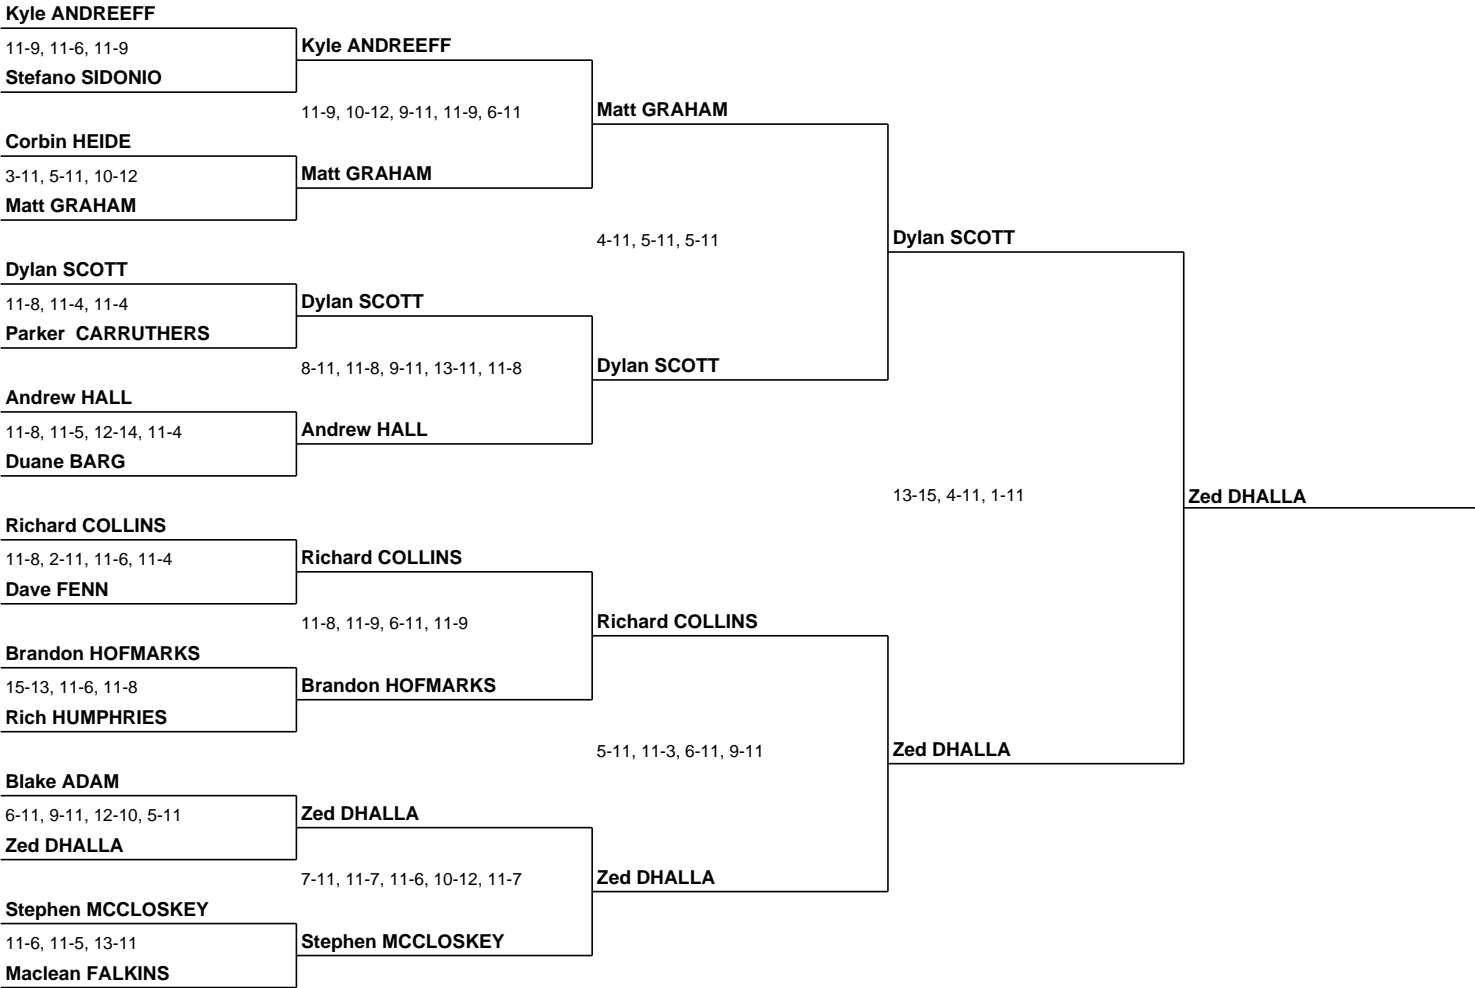 Kyle ANDREEFF
11-9, 11-6, 11-9
Stefano SIDONIO
Corbin HEIDE
3-11, 5-11, 10-12
Matt GRAHAM
Dylan SCOTT
11-8, 11-4, 11-4
Parker  CARRUTHERS
Andrew HALL
11-8, 11-5, 12-14, 11-4
Duane BARG
Richard COLLINS
11-8, 2-11, 11-6, 11-4
Dave FENN
Brandon HOFMARKS
15-13, 11-6, 11-8
Rich HUMPHRIES
Blake ADAM
6-11, 9-11, 12-10, 5-11
Zed DHALLA
Stephen MCCLOSKEY
11-6, 11-5, 13-11
Maclean FALKINS
Kyle ANDREEFF
11-9, 10-12, 9-11, 11-9, 6-11
Matt GRAHAM
Dylan SCOTT
8-11, 11-8, 9-11, 13-11, 11-8
Andrew HALL
Richard COLLINS
11-8, 11-9, 6-11, 11-9
Brandon HOFMARKS
Zed DHALLA
7-11, 11-7, 11-6, 10-12, 11-7
Stephen MCCLOSKEY
Matt GRAHAM
4-11, 5-11, 5-11
Dylan SCOTT
Richard COLLINS
5-11, 11-3, 6-11, 9-11
Zed DHALLA
Dylan SCOTT
13-15, 4-11, 1-11
Zed DHALLA
Zed DHALLA